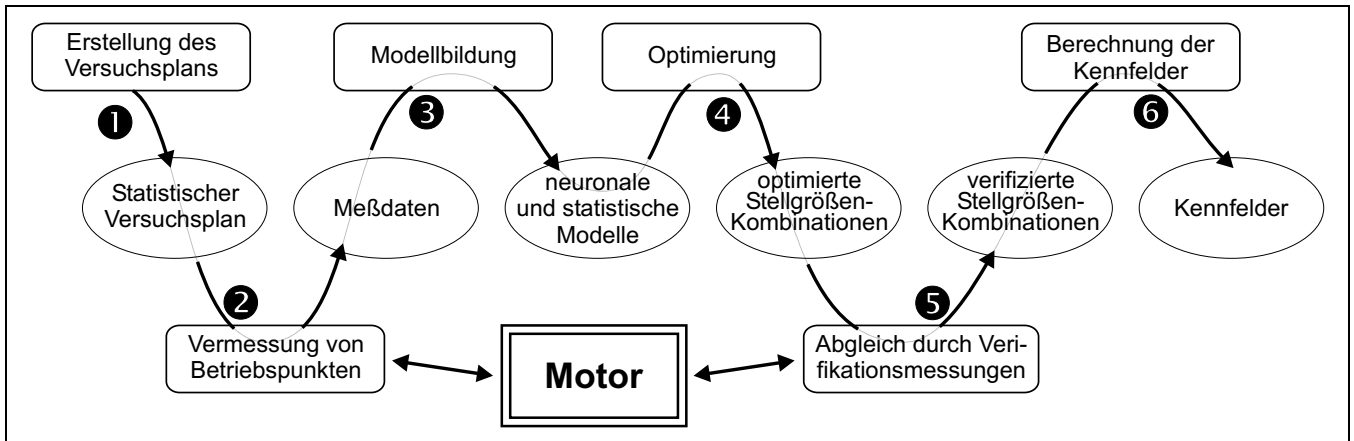 Erstellung des
Versuchsplans
Modellbildung
Optimierung
Berechnung der
Kennfelder
1
3
4
6
Statistischer
Versuchsplan
Meßdaten
neuronale
und statistische
Modelle
optimierte
Stellgrößen-
Kombinationen
verifizierte
Stellgrößen-
Kombinationen
Kennfelder
2
5
Vermessung von
Betriebspunkten
Motor
Abgleich durch Veri-
fikationsmessungen